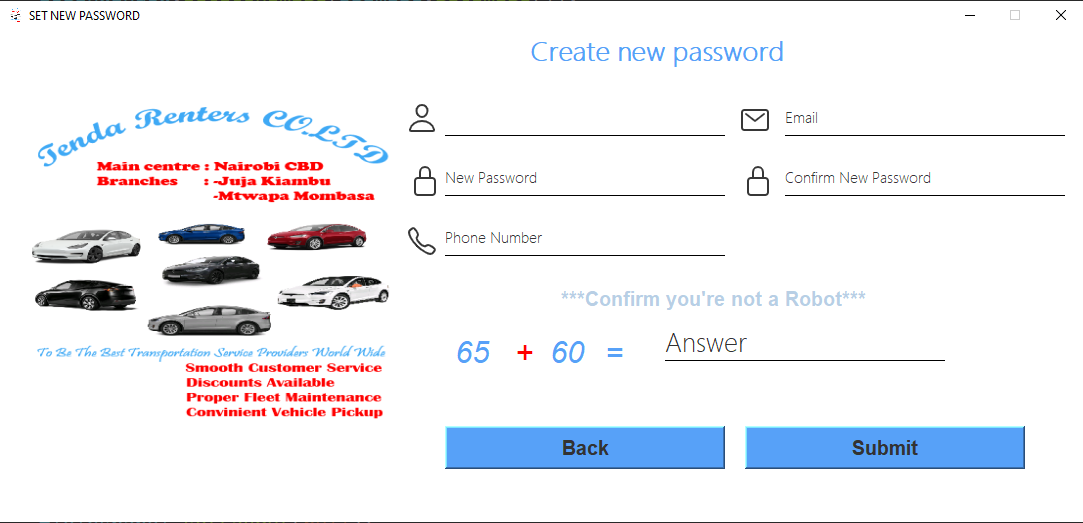 SET NEW PASSWORD
Create new password
Tenda Renters CO.LTD
Main centre : Nairobi CBD
Branches : -Juja Kiambu
-Mtwapa Mombasa
To Be The Best Transportation Service Providers World Wide
Smooth Customer Service
Discounts Available
Proper Fleet Maintenance
Convinient Vehicle Pickup
Email
New Password
Confirm New Password
Phone Number
***Confirm you're not a Robot***
65 + 60 = Answer
Back
Submit